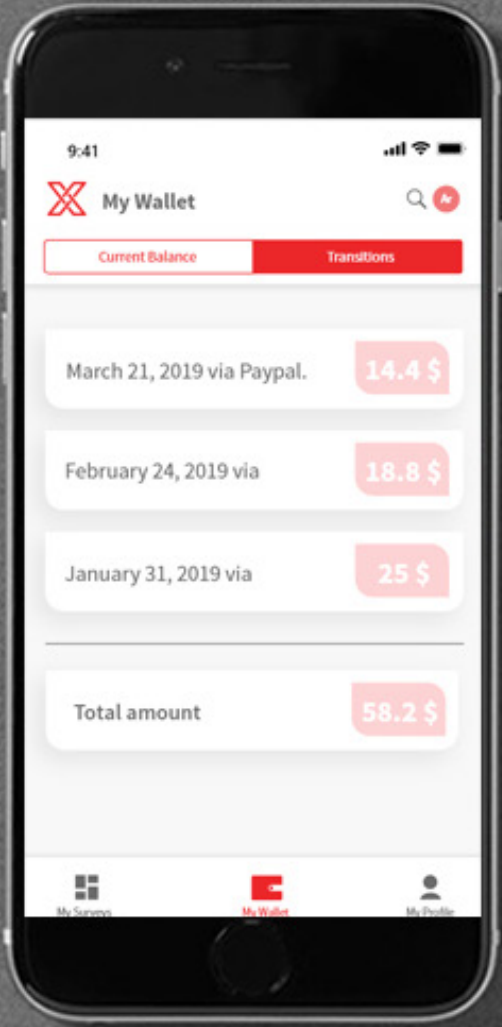 9:41
My Wallet
Ar
Current Balance
Transitions
March 21, 2019 via Paypal.
14.4 $
February 24, 2019 via
18.8 $
January 31, 2019 via
25 $
Total amount
58.2 $
My Surveys
My Wallet
My Profile